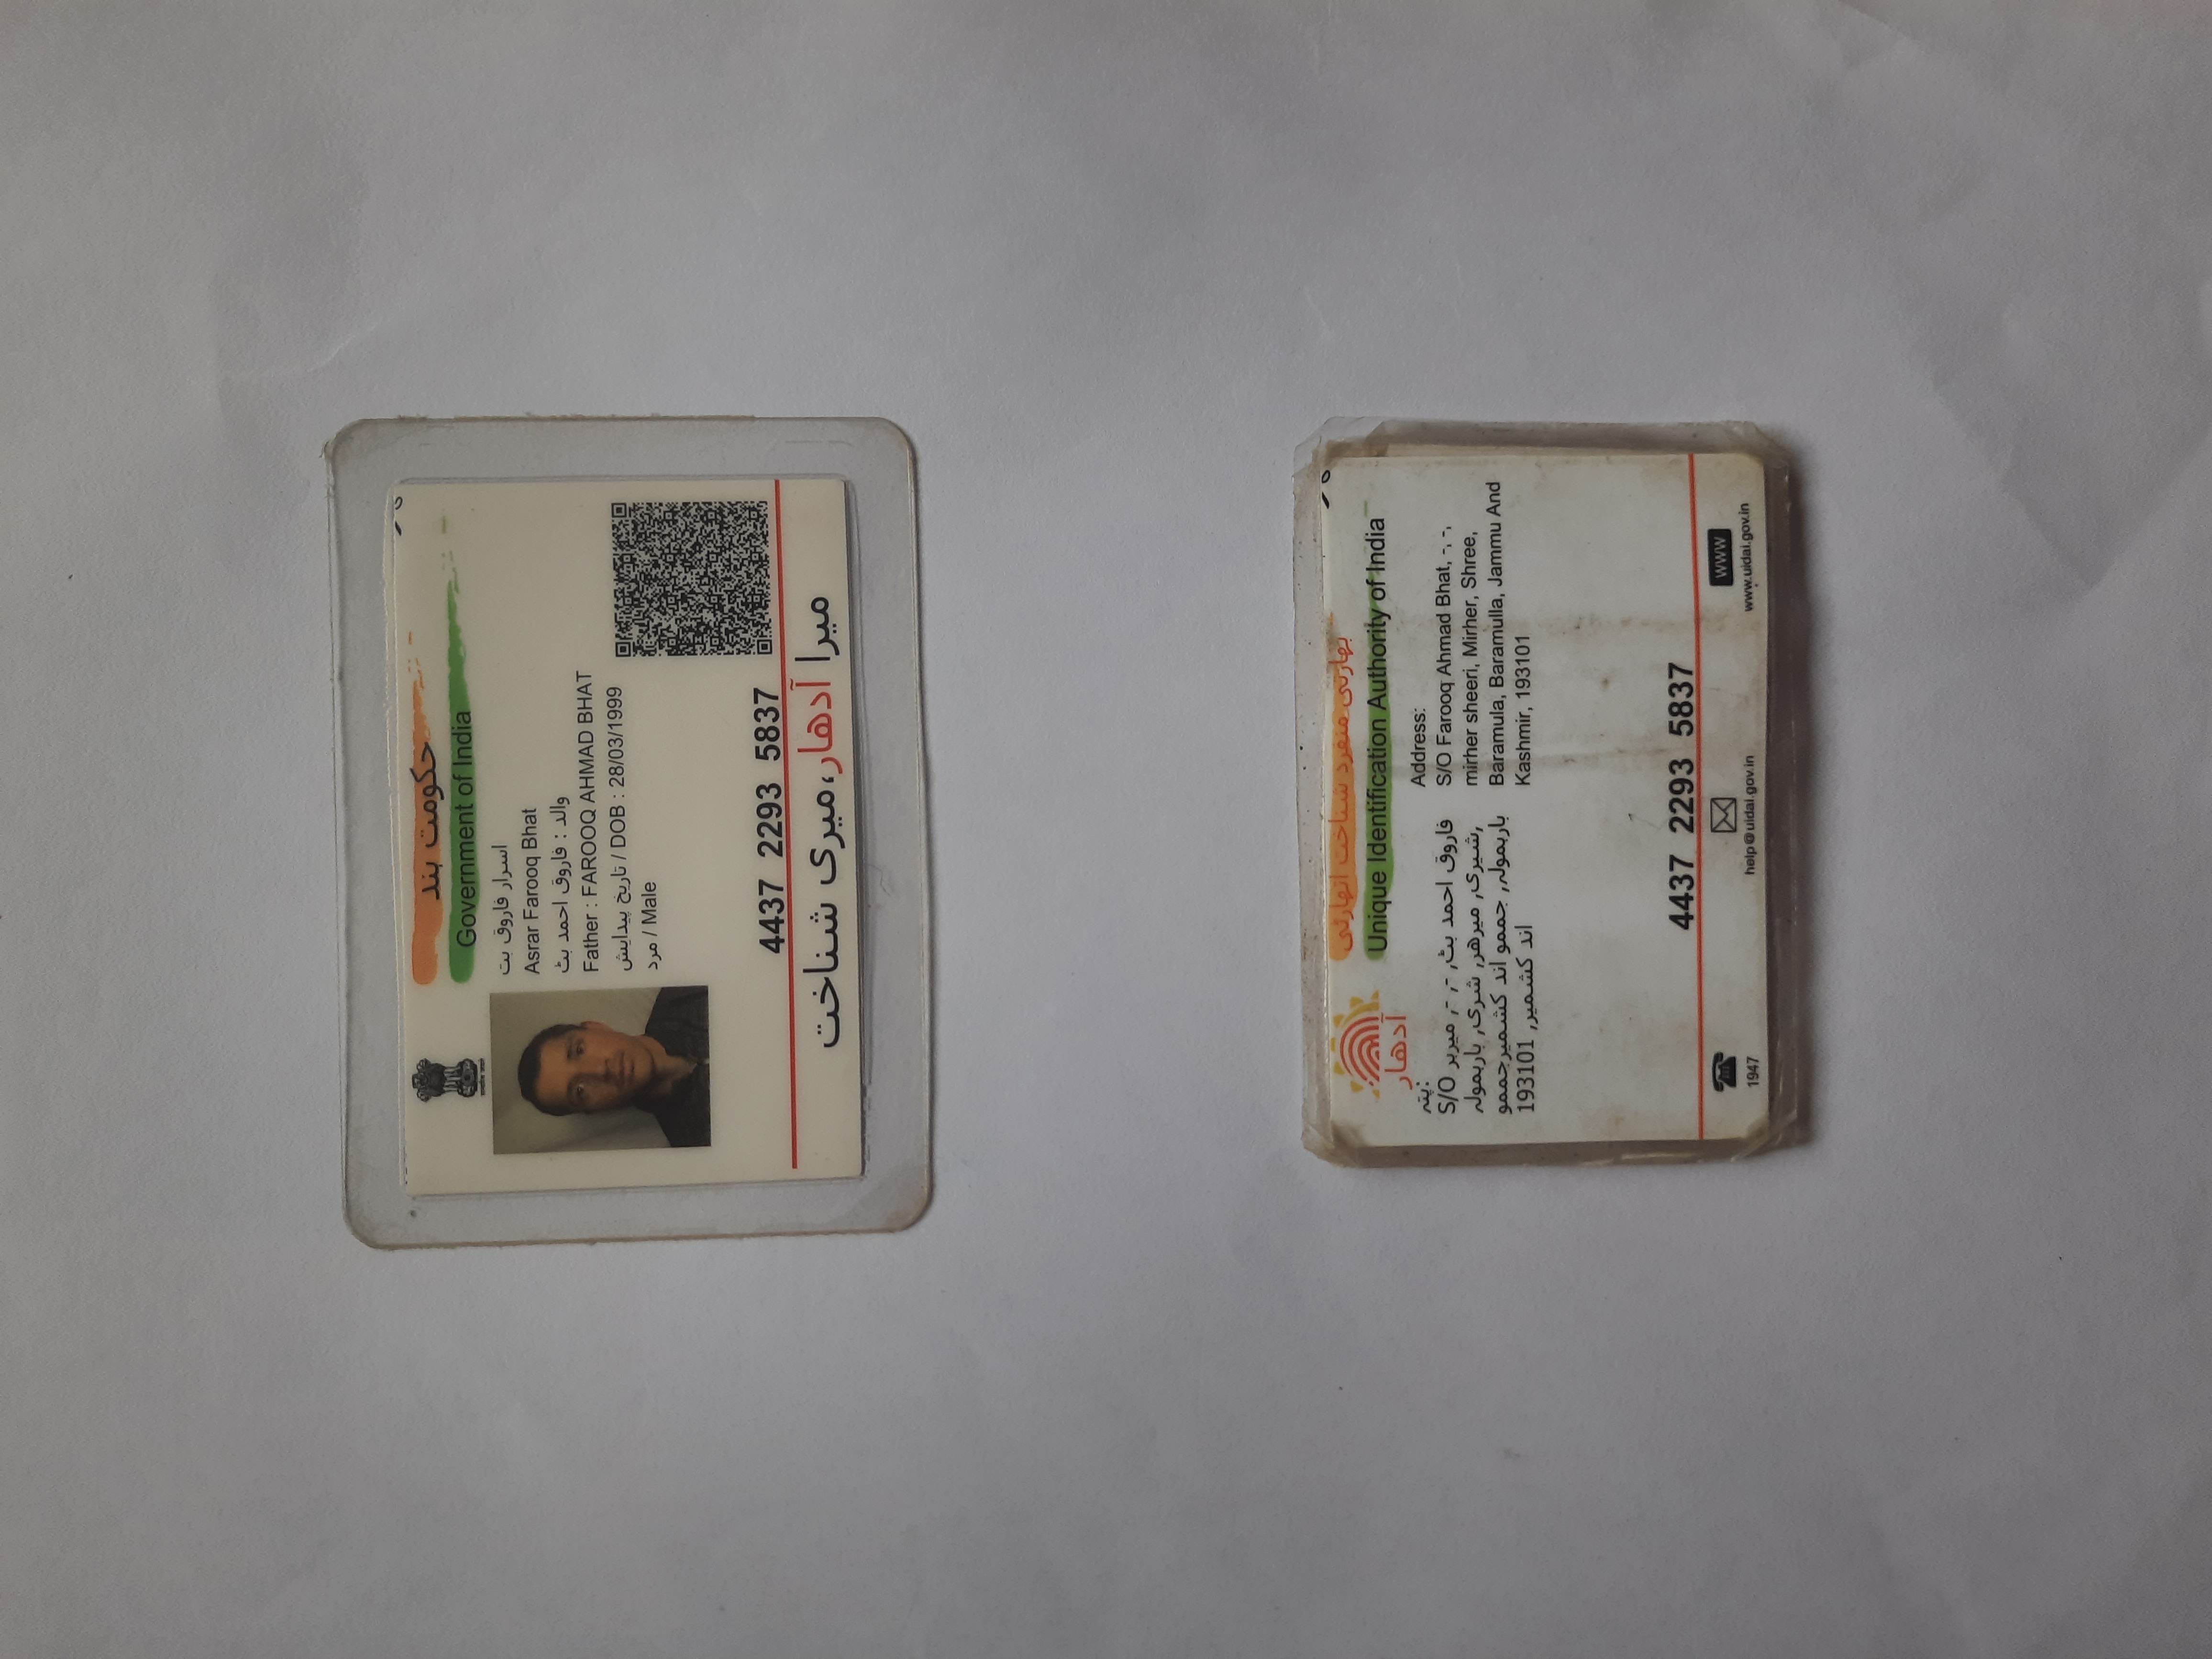 حکومت ہند
Government of India
اسرار فاروق بت
Asrar Farooq Bhat
والد : فاروق احمد بٹ
Father : FAROOQ AHMAD BHAT
تاریخ پیدایش / DOB : 28/03/1999
مرد / Male
4437 2293 5837
میرا آدھار،میری شناخت
بھارتی منفرد شناخت اتھارٹی
Unique Identification Authority of India
آدھار
پتہ:
S/O فاروق احمد بٹ, -, -, میرہر
شیری, میرھر, شری, بارہمولہ,
بارہمولہ, جممو اند کشمیرجممو
اند کشمیر, 193101
Address:
S/O Farooq Ahmad Bhat, -, -,
mirher sheeri, Mirher, Shree,
Baramula, Baramulla, Jammu And
Kashmir, 193101
4437 2293 5837
1947
help@uidai.gov.in
WWW
www.uidai.gov.in